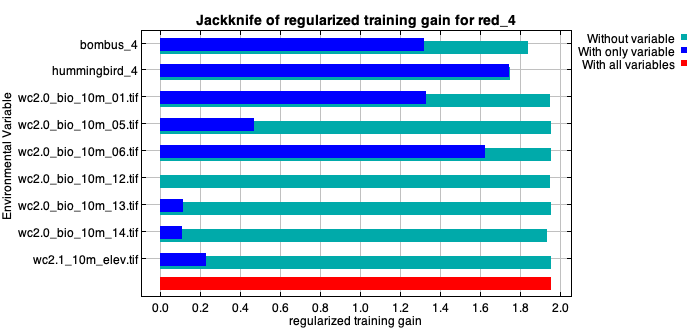 Jackknife of regularized training gain for red_4
Without variable
With only variable
With all variables
Environmental Variable
bombus_4
hummingbird_4
wc2.0_bio_10m_01.tif
wc2.0_bio_10m_05.tif
wc2.0_bio_10m_06.tif
wc2.0_bio_10m_12.tif
wc2.0_bio_10m_13.tif
wc2.0_bio_10m_14.tif
wc2.1_10m_elev.tif
0.0 0.2 0.4 0.6 0.8 1.0 1.2 1.4 1.6 1.8 2.0
regularized training gain